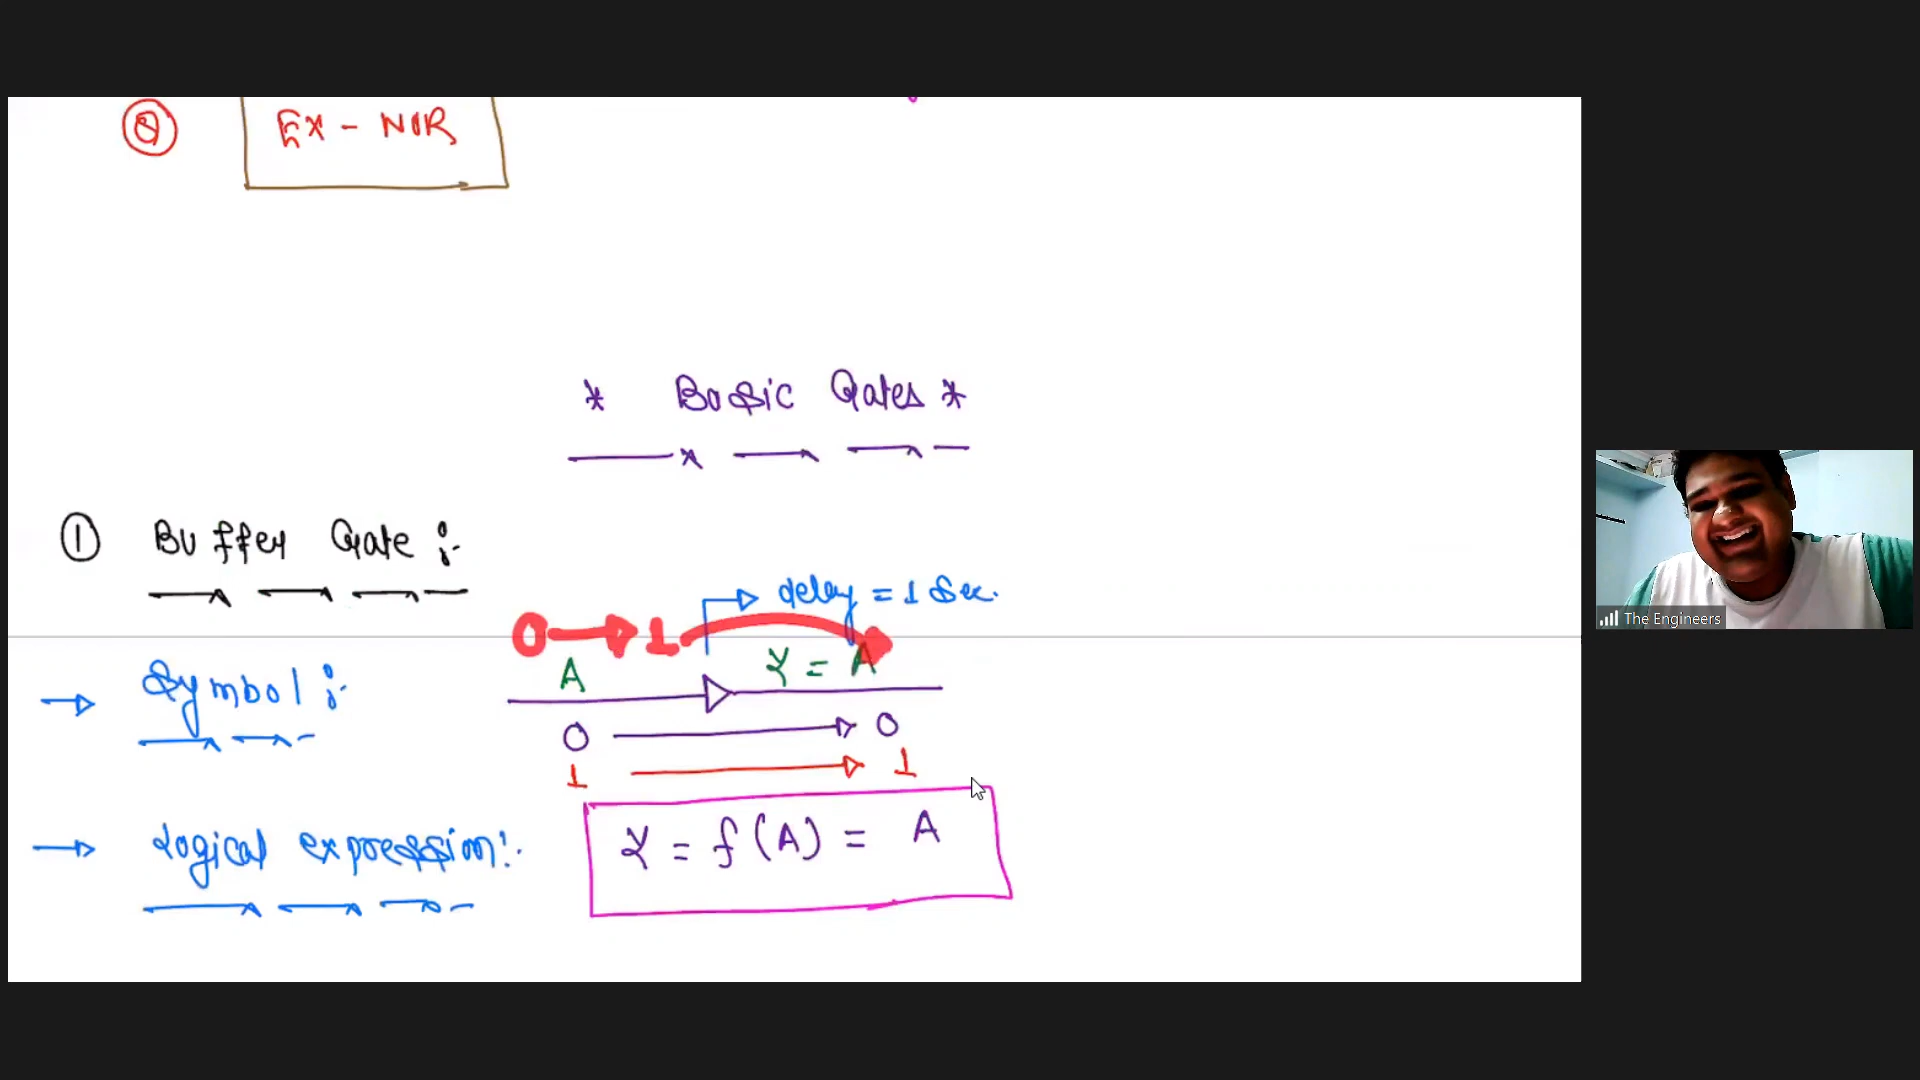 8 Ex - NOR
* Basic Gates *
① Buffer Gate :-
delay = 1 Sec.
0 → 1
→ Symbol :-
A Y = A
0 → 0
1 → 1
→ Logical expression :-
Y = f(A) = A
The Engineers